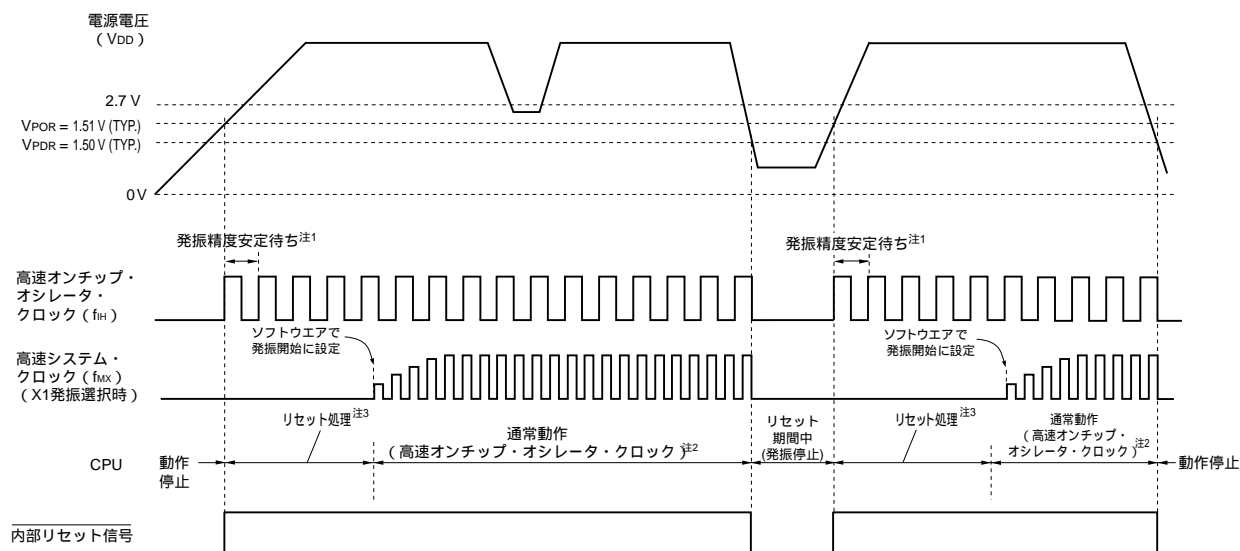 電源電圧
（VDD）
2.7 V
VPOR = 1.51 V (TYP.)
VPDR = 1.50 V (TYP.)
0 V
発振精度安定待ち注1
発振精度安定待ち注1
高速オンチップ・
オシレータ・
クロック（fIH）
ソフトウエアで
発振開始に設定
ソフトウエアで
発振開始に設定
高速システム・
クロック（fMX）
（X1発振選択時）
リセット処理注3
通常動作
（高速オンチップ・オシレータ・クロック）注2
リセット
期間中
(発振停止)
リセット処理注3
通常動作
（高速オンチップ・
オシレータ・クロック）注2
CPU
動作
停止
動作停止
内部リセット信号